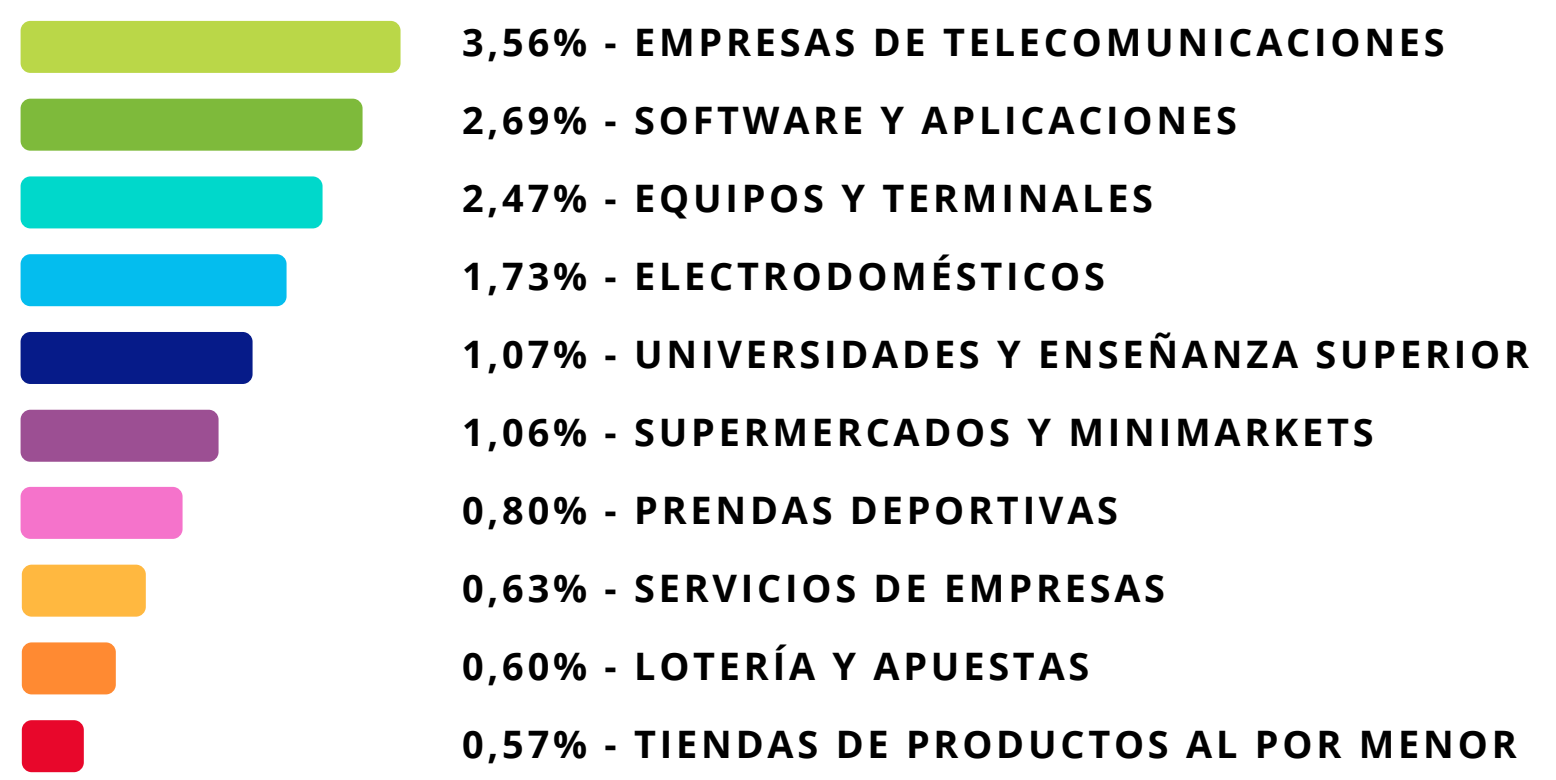 3,56% - EMPRESAS DE TELECOMUNICACIONES
2,69% - SOFTWARE Y APLICACIONES
2,47% - EQUIPOS Y TERMINALES
1,73% - ELECTRODOMÉSTICOS
1,07% - UNIVERSIDADES Y ENSEÑANZA SUPERIOR
1,06% - SUPERMERCADOS Y MINIMARKETS
0,80% - PRENDAS DEPORTIVAS
0,63% - SERVICIOS DE EMPRESAS
0,60% - LOTERÍA Y APUESTAS
0,57% - TIENDAS DE PRODUCTOS AL POR MENOR